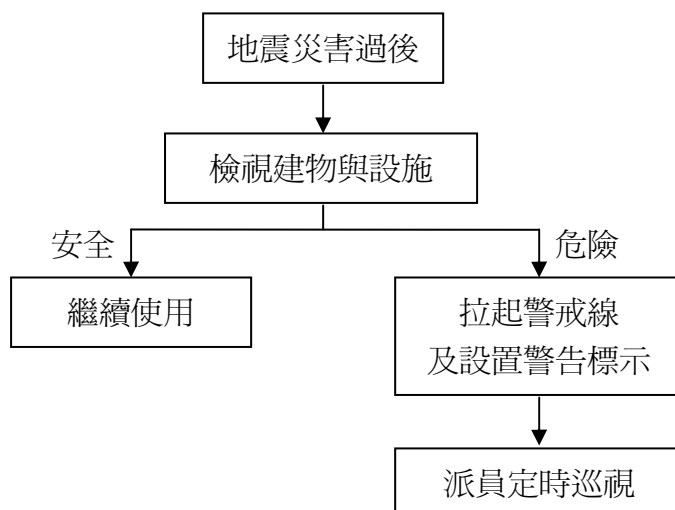 地震災害過後
檢視建物與設施
安全
危險
繼續使用
拉起警戒線
及設置警告標示
派員定時巡視